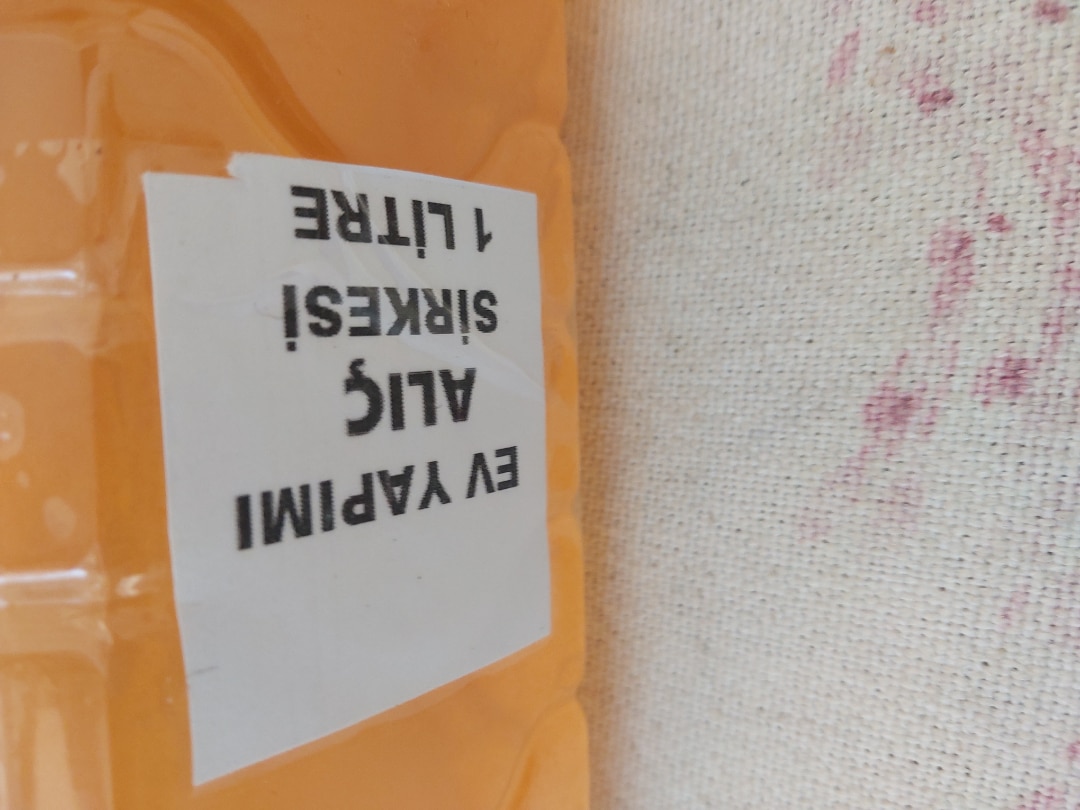 EV YAPIMI
ALIÇ
SİRKESİ
1 LİTRE